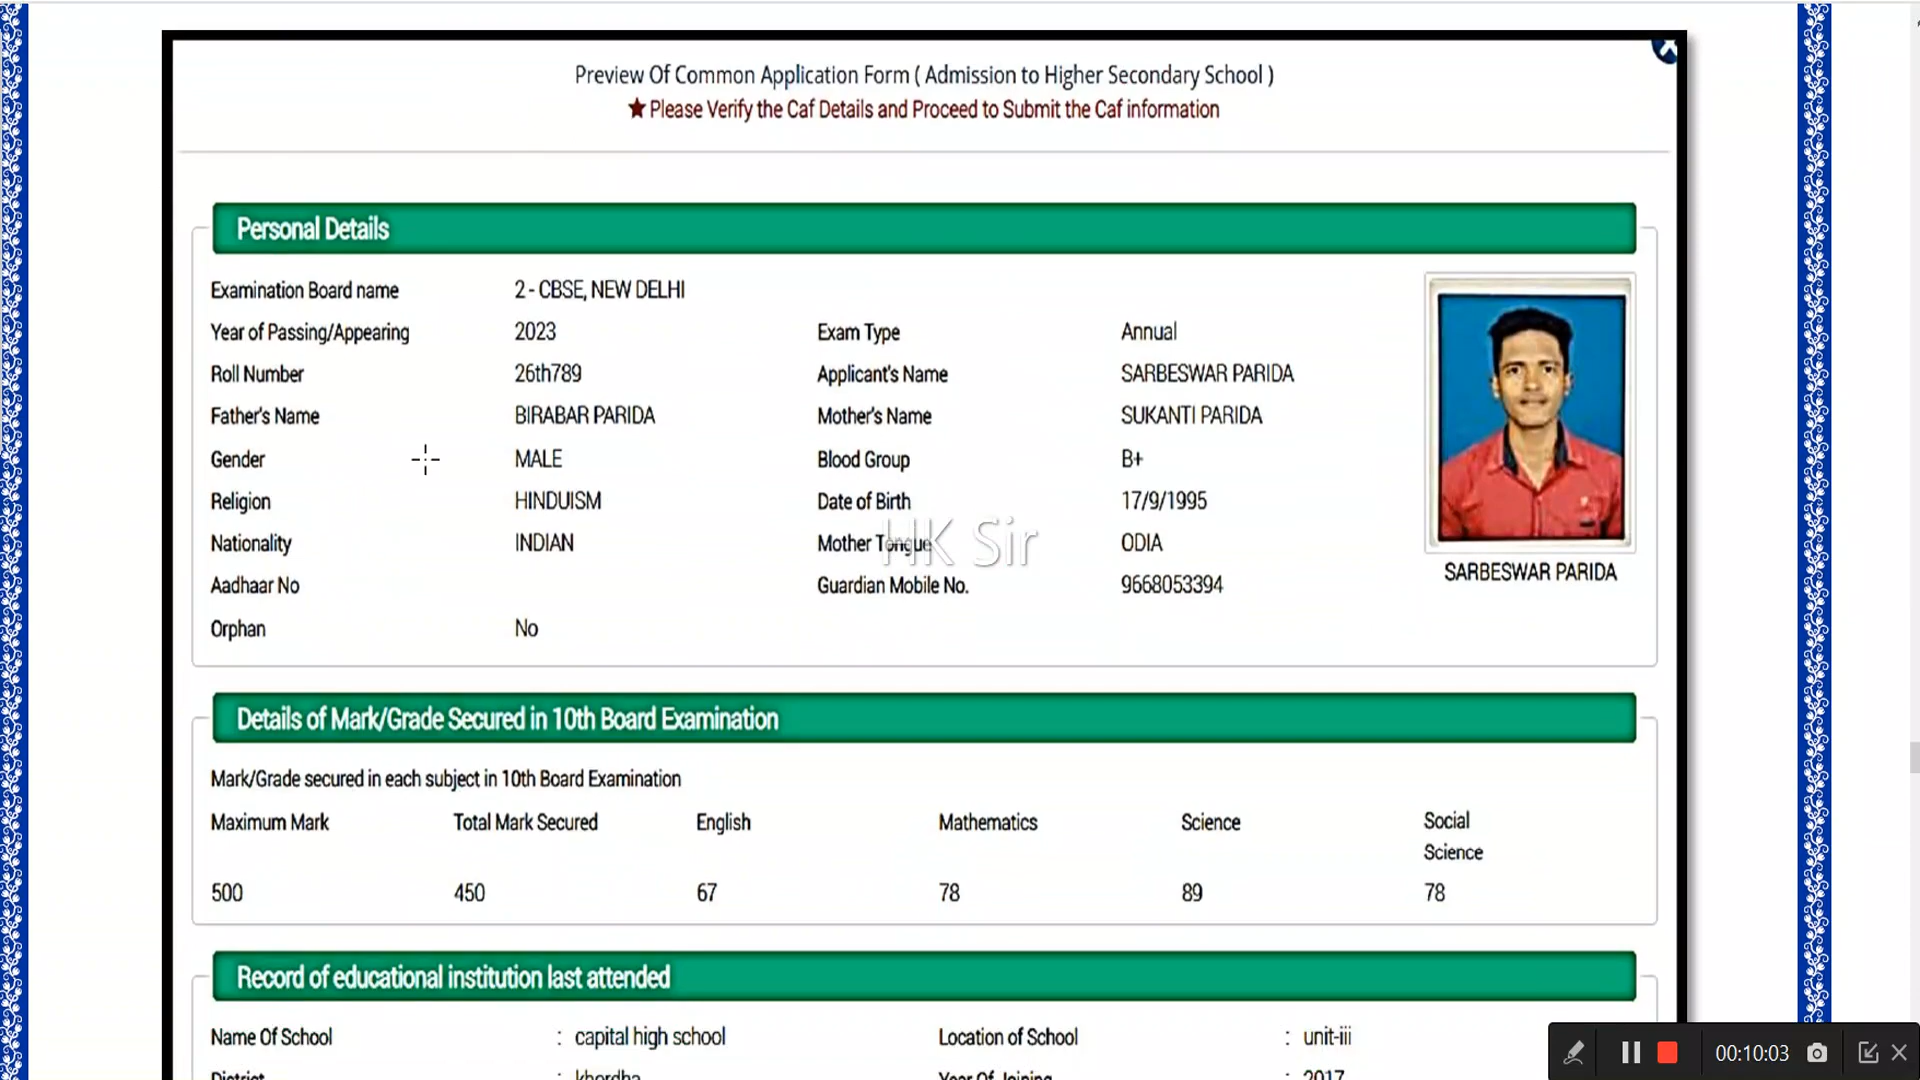 Preview Of Common Application Form ( Admission to Higher Secondary School )
★ Please Verify the Caf Details and Proceed to Submit the Caf information
Personal Details
Examination Board name 2 - CBSE, NEW DELHI
Year of Passing/Appearing 2023 Exam Type Annual
Roll Number 26th789 Applicant's Name SARBESWAR PARIDA
Father's Name BIRABAR PARIDA Mother's Name SUKANTI PARIDA
Gender MALE Blood Group B+
Religion HINDUISM Date of Birth 17/9/1995
Nationality INDIAN Mother Tongue ODIA
HK Sir
Aadhaar No Guardian Mobile No. 9668053394
SARBESWAR PARIDA
Orphan No
Details of Mark/Grade Secured in 10th Board Examination
Mark/Grade secured in each subject in 10th Board Examination
Maximum Mark Total Mark Secured English Mathematics Science Social Science
500 450 67 78 89 78
Record of educational institution last attended
Name Of School : capital high school Location of School : unit-iii
District : khordha Year Of Joining : 2017
00:10:03